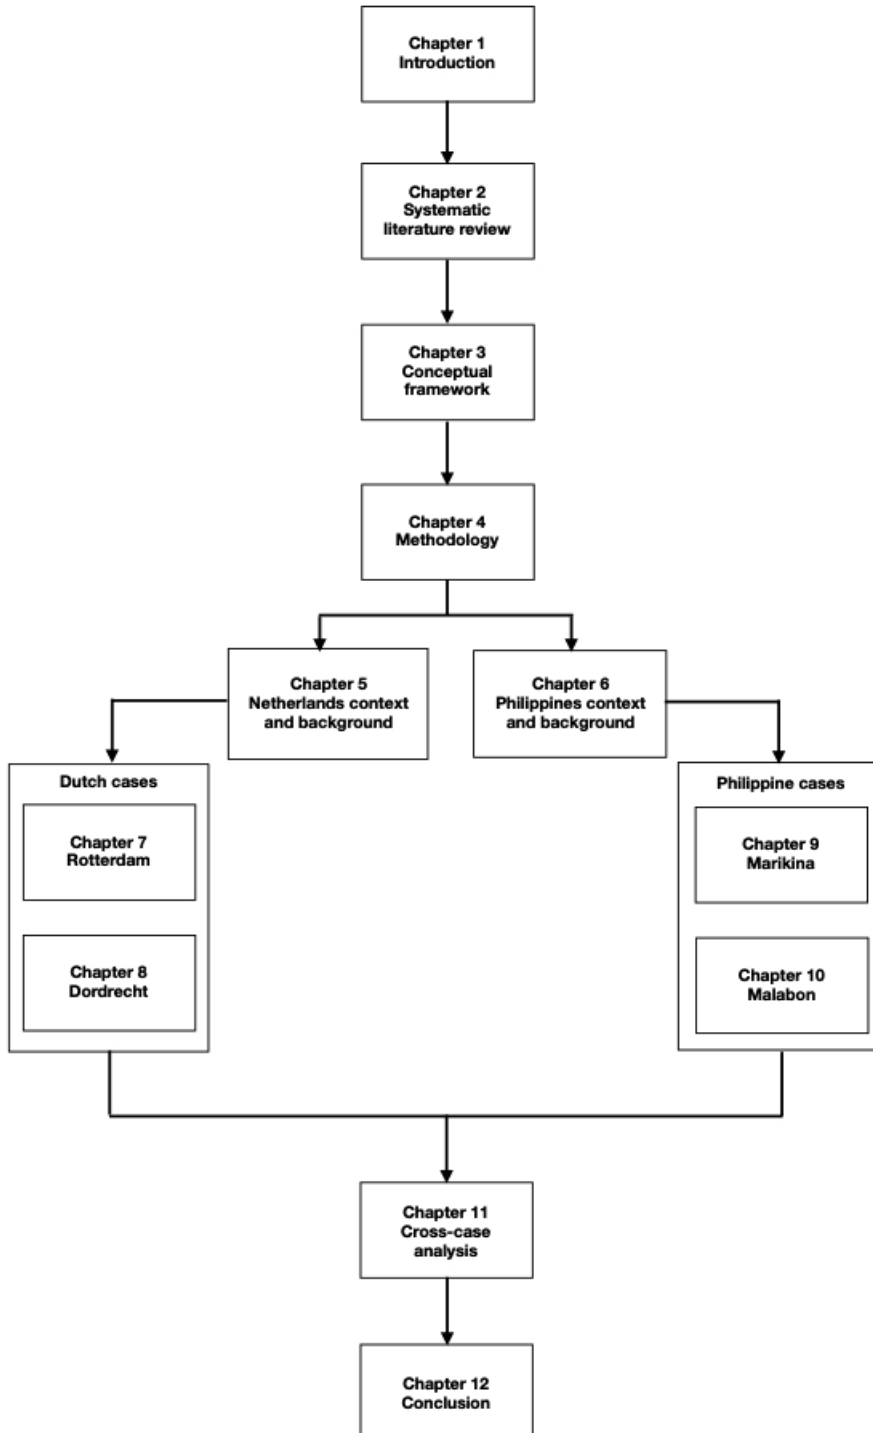 Chapter 1
Introduction
Chapter 2
Systematic
literature review
Chapter 3
Conceptual
framework
Chapter 4
Methodology
Chapter 5
Netherlands context
and background
Chapter 6
Philippines context
and background
Dutch cases
Chapter 7
Rotterdam
Chapter 8
Dordrecht
Philippine cases
Chapter 9
Marikina
Chapter 10
Malabon
Chapter 11
Cross-case
analysis
Chapter 12
Conclusion